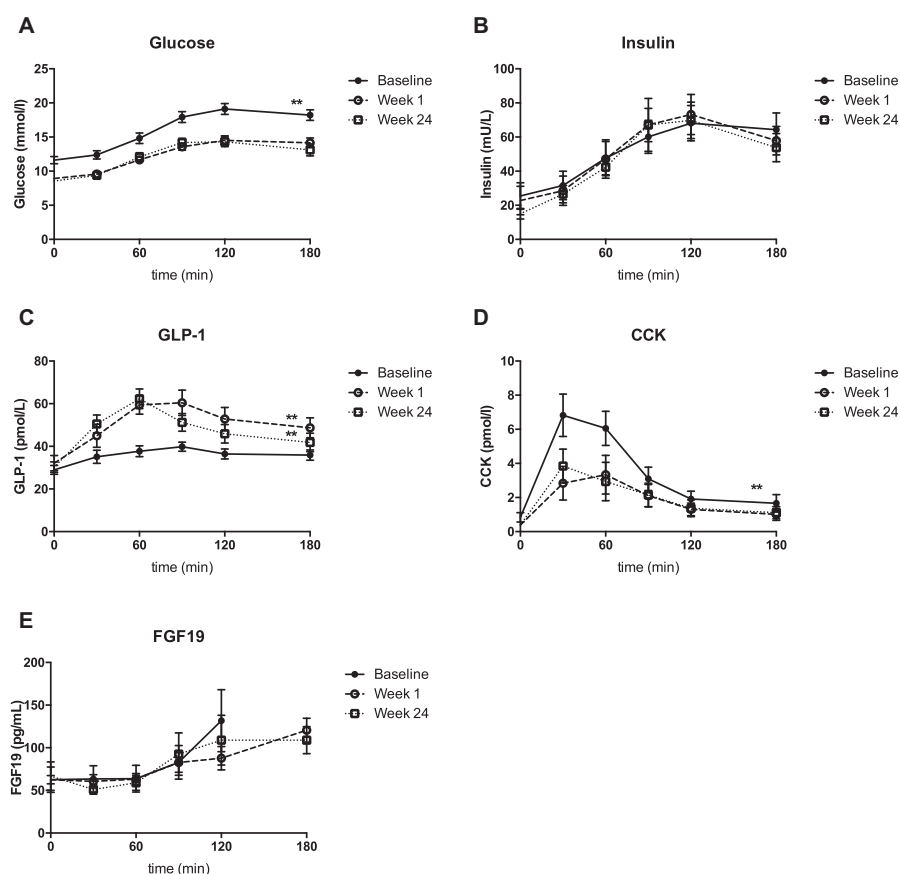 A
Glucose
25
20
15
10
5
0
Glucose (mmol/l)
**
0 60 120 180
time (min)
Baseline
Week 1
Week 24
B
Insulin
100
80
60
40
20
0
Insulin (mU/L)
0 60 120 180
time (min)
Baseline
Week 1
Week 24
C
GLP-1
80
60
40
20
0
GLP-1 (pmol/L)
**
**
0 60 120 180
time (min)
Baseline
Week 1
Week 24
D
CCK
10
8
6
4
2
0
CCK (pmol/l)
**
0 60 120 180
time (min)
Baseline
Week 1
Week 24
E
FGF19
200
150
100
50
0
FGF19 (pg/mL)
0 60 120 180
time (min)
Baseline
Week 1
Week 24